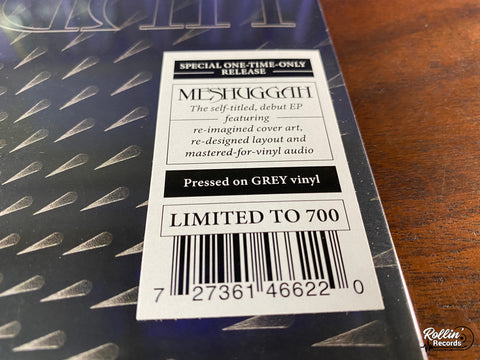 SPECIAL ONE-TIME-ONLY
RELEASE
MESHUGGAH
The self-titled, debut EP
featuring
re-imagined cover art,
re-designed layout and
mastered-for-vinyl audio
Pressed on GREY vinyl
LIMITED TO 700
7 27361 46622 0
Rollin'
Records